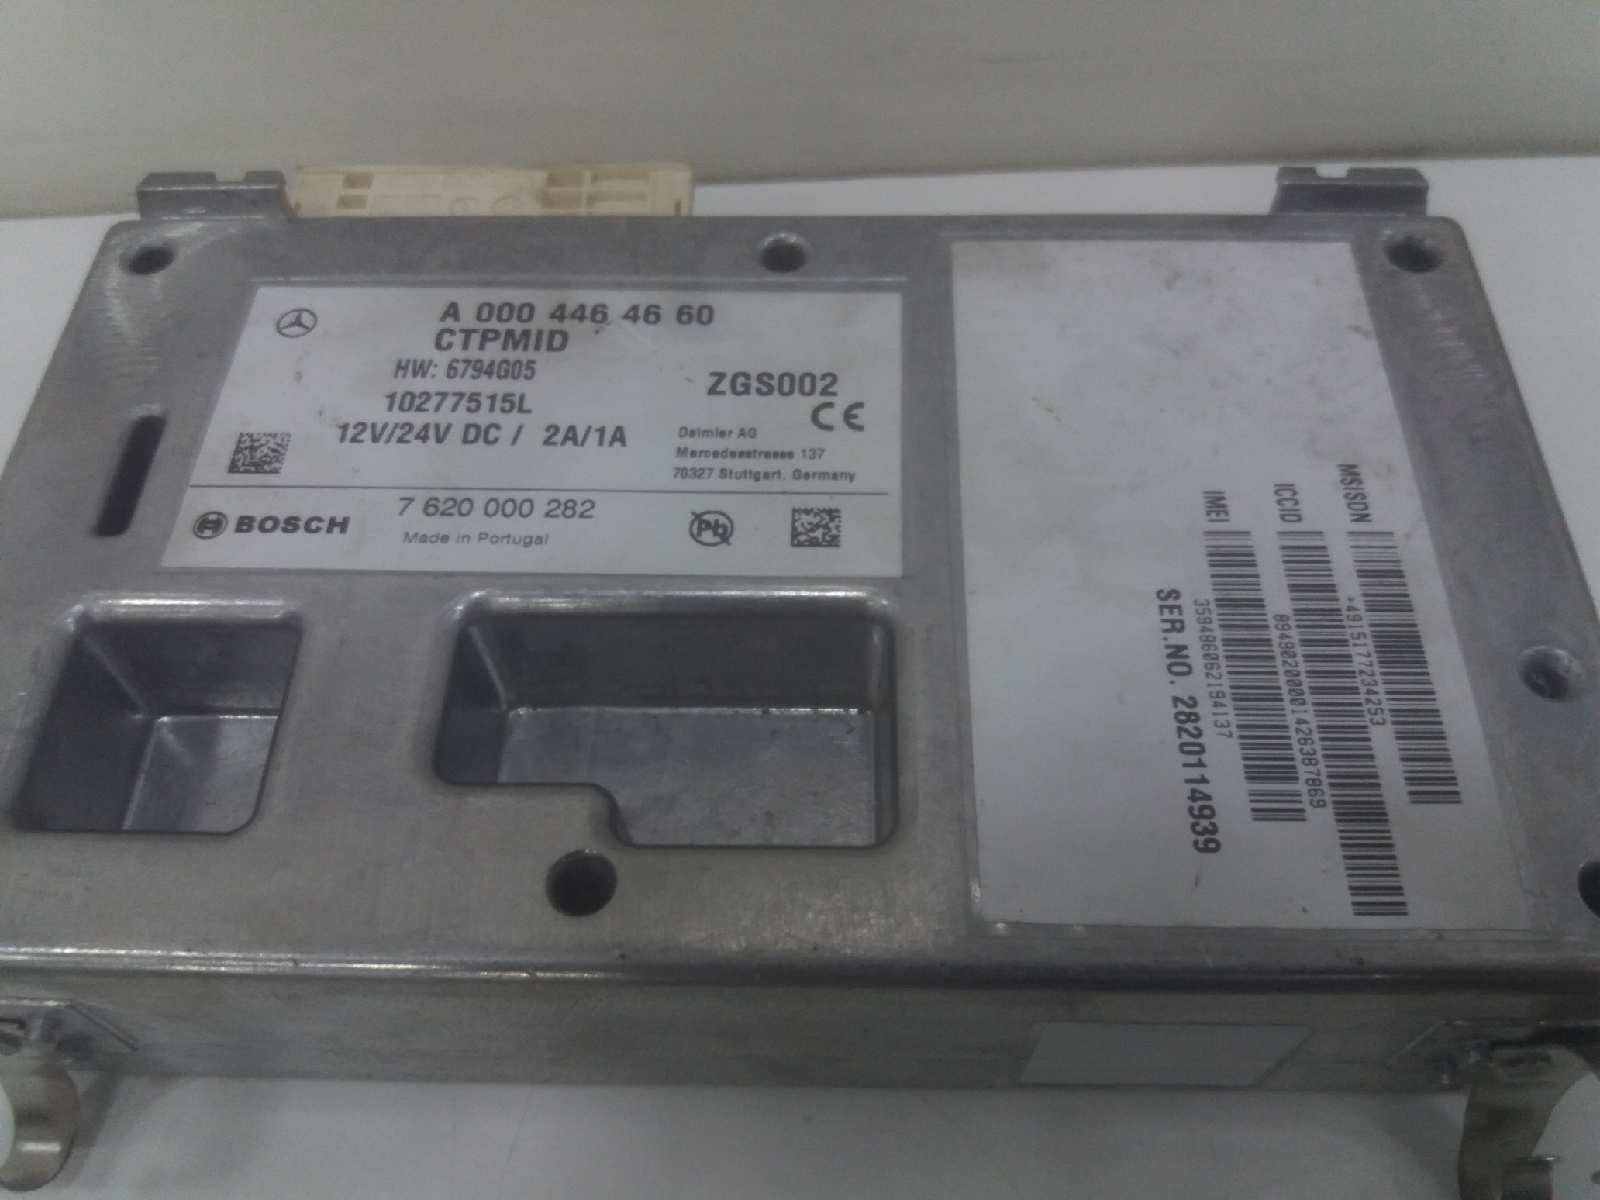 A 000 446 46 60
CTPMID
HW: 6794G05
10277515L
12V/24V DC / 2A/1A
ZGS002
CE
Daimler AG
Mercedesstrasse 137
70327 Stuttgart, Germany
BOSCH
7 620 000 282
Made in Portugal
Pb
MSISDN
+4915177234253
ICCID
89490200001426387869
IMEI
359486062194137
SER.NO. 2820114939